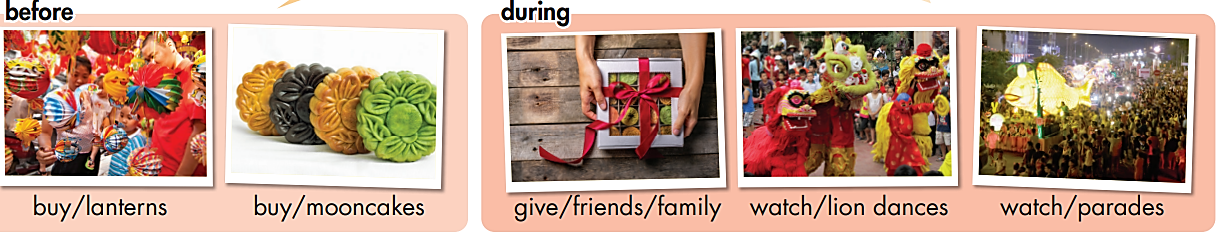 before
during
buy/lanterns
buy/mooncakes
give/friends/family
watch/lion dances
watch/parades